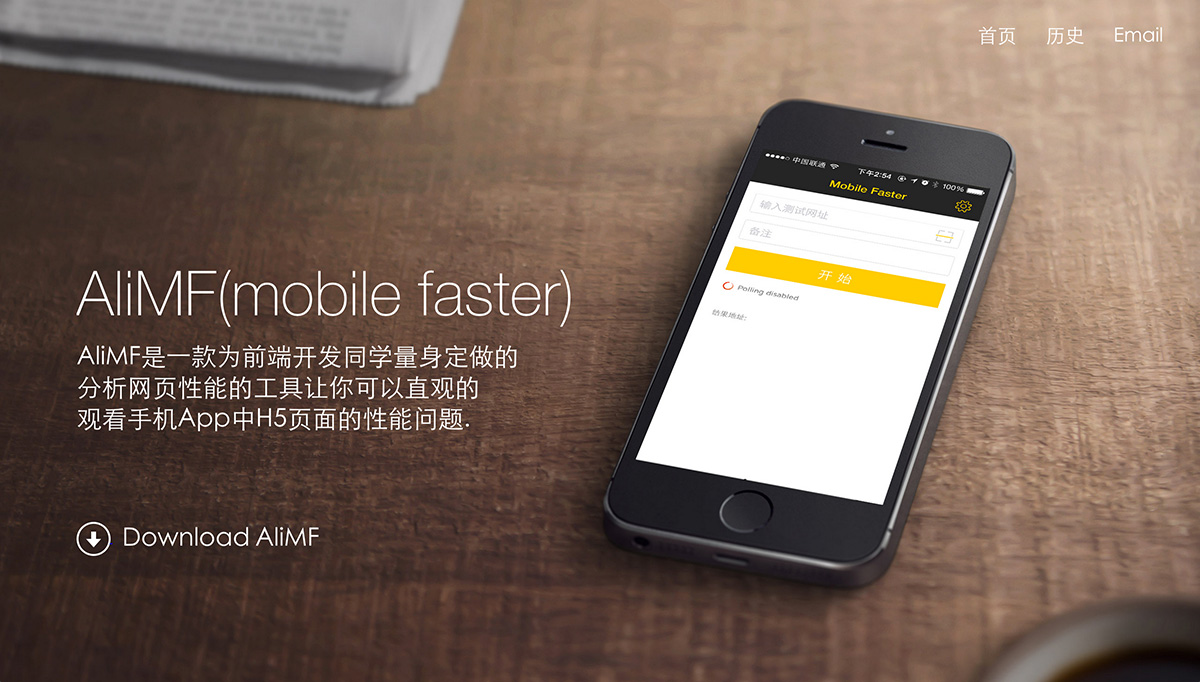 首页 历史 Email
中国联通 下午2:54 100%
Mobile Faster
输入测试网址
备注
开 始
Polling disabled
结果地址:
AliMF(mobile faster)
AliMF是一款为前端开发同学量身定做的
分析网页性能的工具让你可以直观的
观看手机App中H5页面的性能问题.
Download AliMF